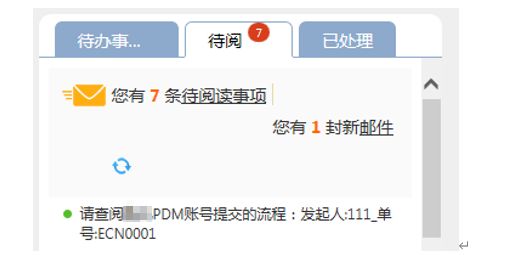 待办事...
待阅
7
已处理
您有 7 条待阅读事项
您有 1 封新邮件
请查阅PDM账号提交的流程：发起人:111_单
号:ECN0001